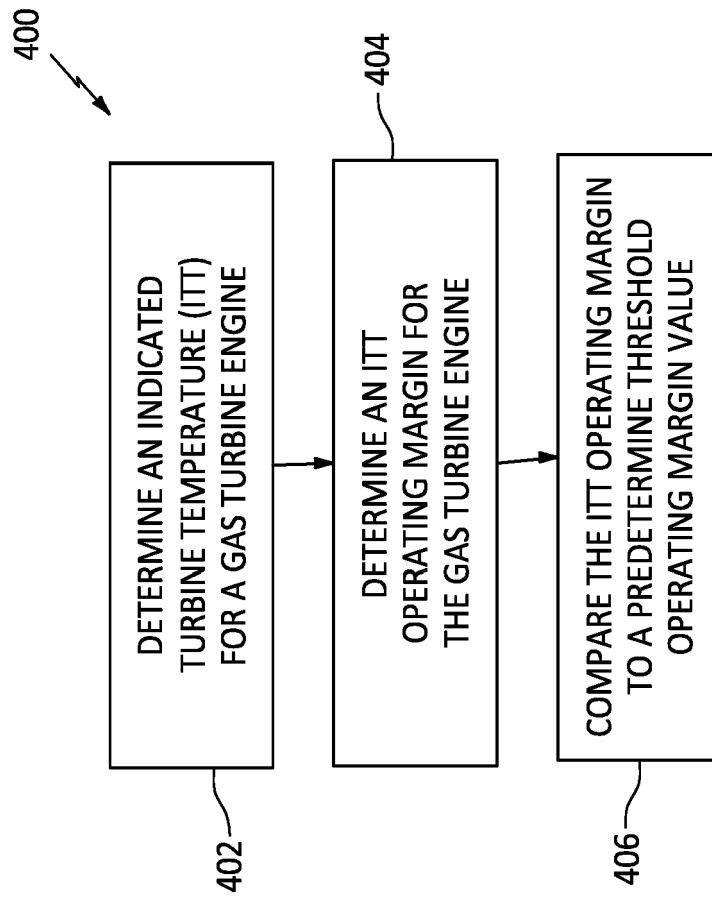 400
402
DETERMINE AN INDICATED
TURBINE TEMPERATURE (ITT)
FOR A GAS TURBINE ENGINE
404
DETERMINE AN ITT
OPERATING MARGIN FOR
THE GAS TURBINE ENGINE
406
COMPARE THE ITT OPERATING MARGIN
TO A PREDETERMINE THRESHOLD
OPERATING MARGIN VALUE